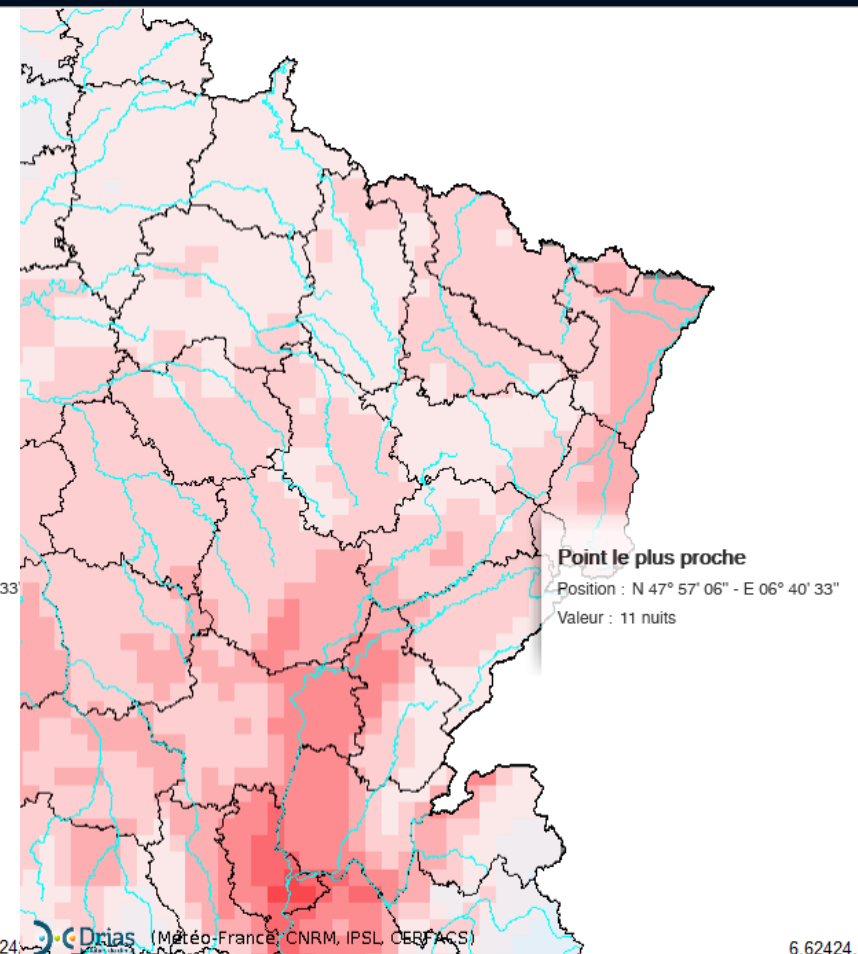 Point le plus proche
33'
Position : N 47° 57' 06" - E 06° 40' 33"
Valeur : 11 nuits
24
Drias (Météo-France, CNRM, IPSL, CERFACS)
6.62424